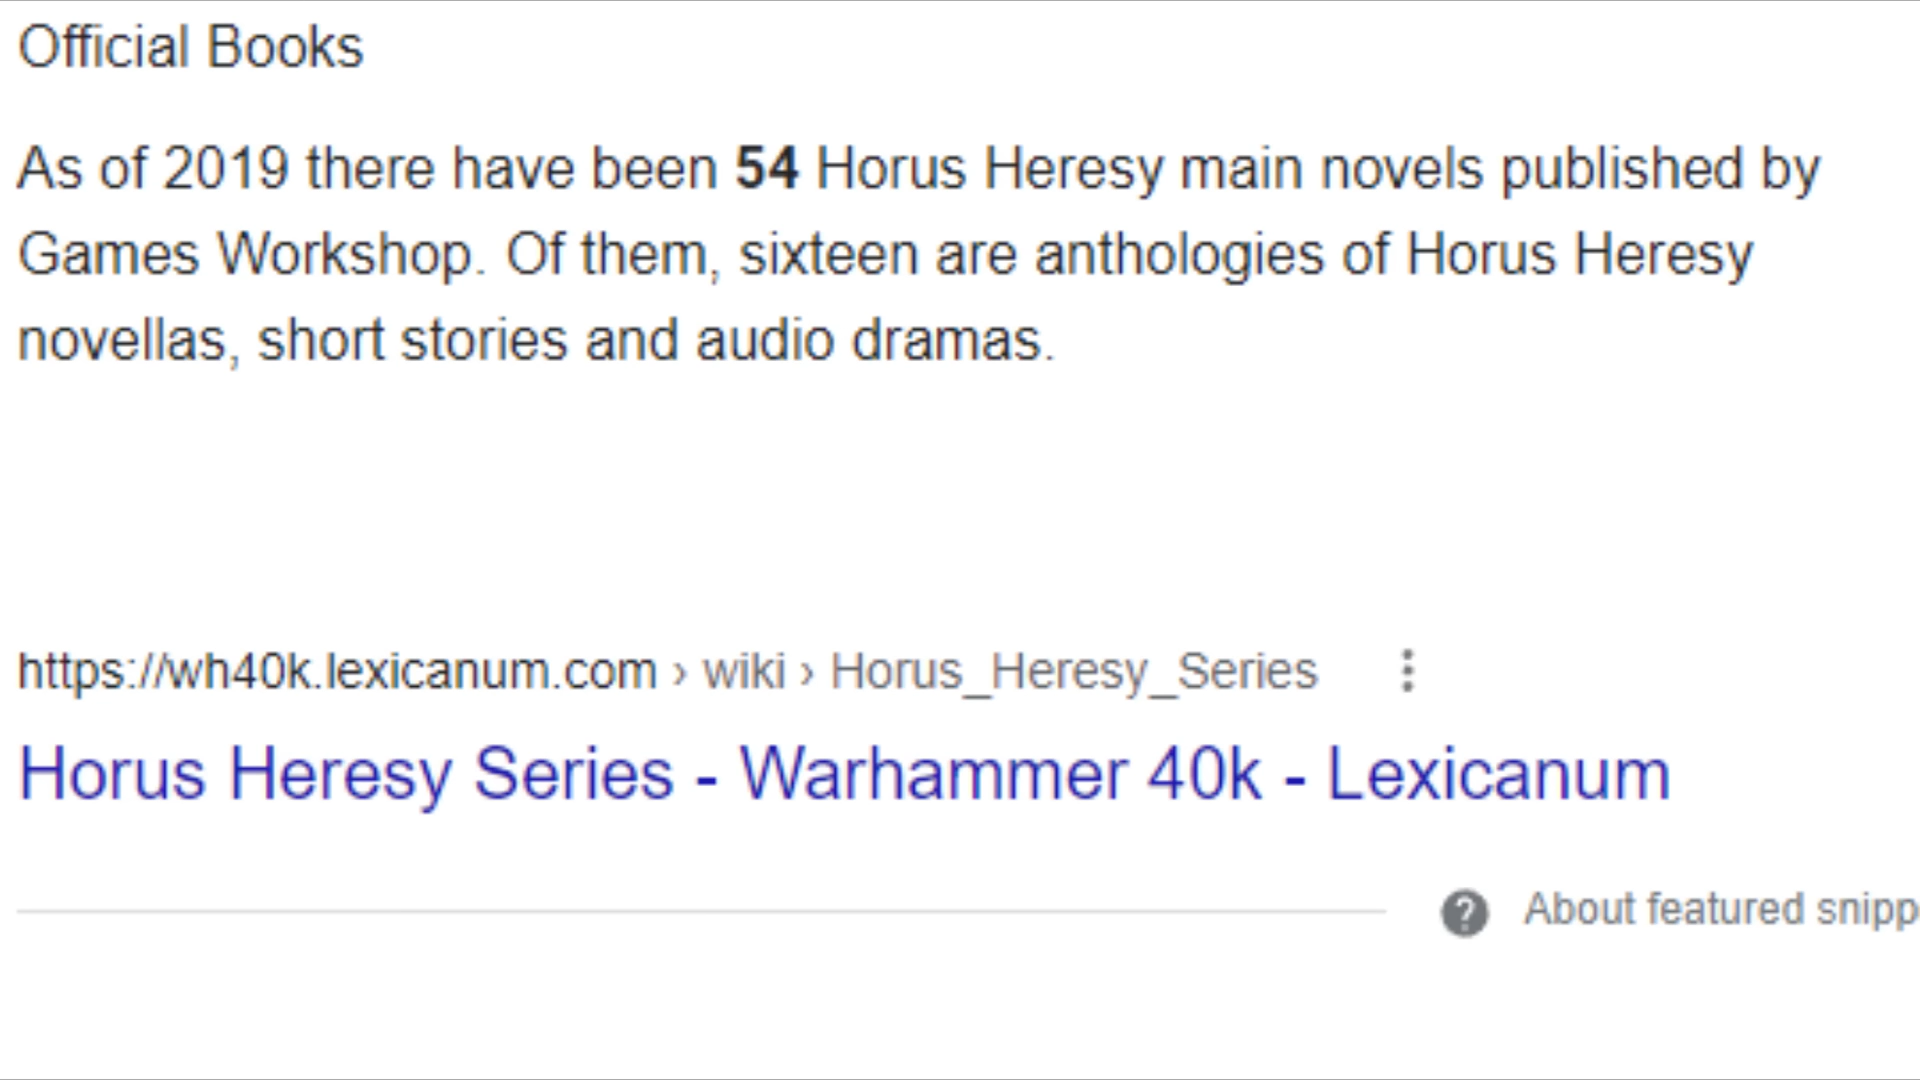 Official Books
As of 2019 there have been 54 Horus Heresy main novels published by
Games Workshop. Of them, sixteen are anthologies of Horus Heresy
novellas, short stories and audio dramas.
https://wh40k.lexicanum.com › wiki › Horus_Heresy_Series
Horus Heresy Series - Warhammer 40k - Lexicanum
About featured snipp